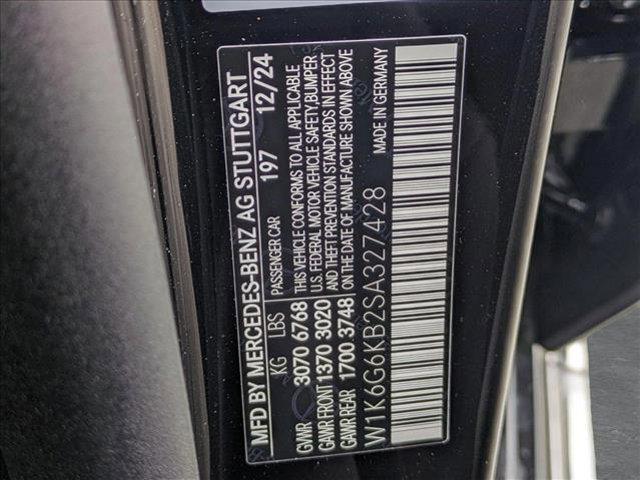 MFD BY MERCEDES-BENZ AG STUTTGART
PASSENGER CAR 197 12/24
KG LBS
GVWR 3070 6768
GAWR FRONT 1370 3020
GAWR REAR 1700 3748
THIS VEHICLE CONFORMS TO ALL APPLICABLE
U.S. FEDERAL MOTOR VEHICLE SAFETY, BUMPER
AND THEFT PREVENTION STANDARDS IN EFFECT
ON THE DATE OF MANUFACTURE SHOWN ABOVE
W1K6G6KB2SA327428
MADE IN GERMANY